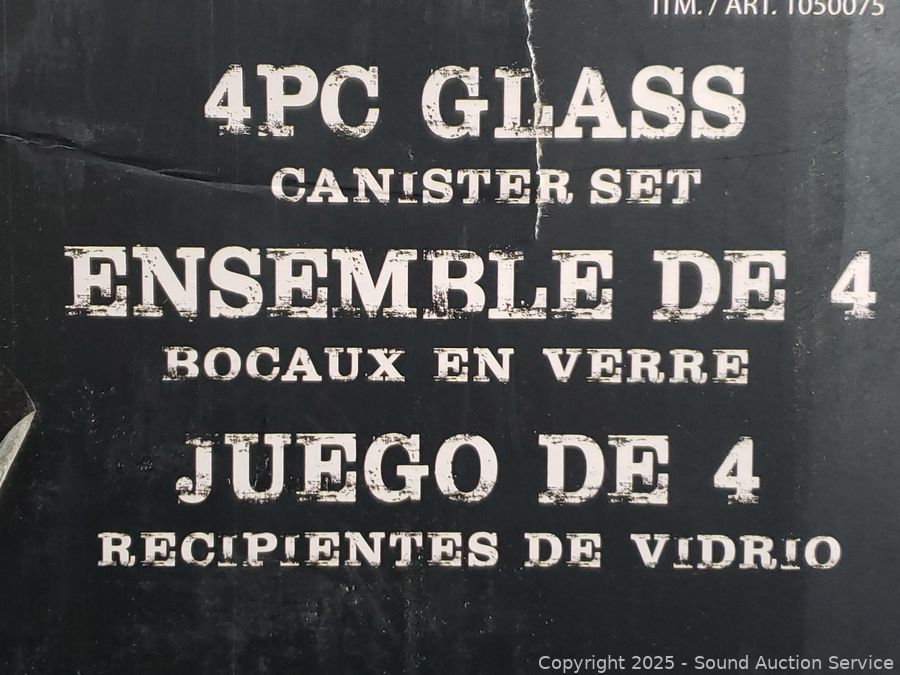 ITM. / ART. 1050075
4PC GLASS
CANISTER SET
ENSEMBLE DE 4
BOCAUX EN VERRE
JUEGO DE 4
RECIPIENTES DE VIDRIO
Copyright 2025 - Sound Auction Service